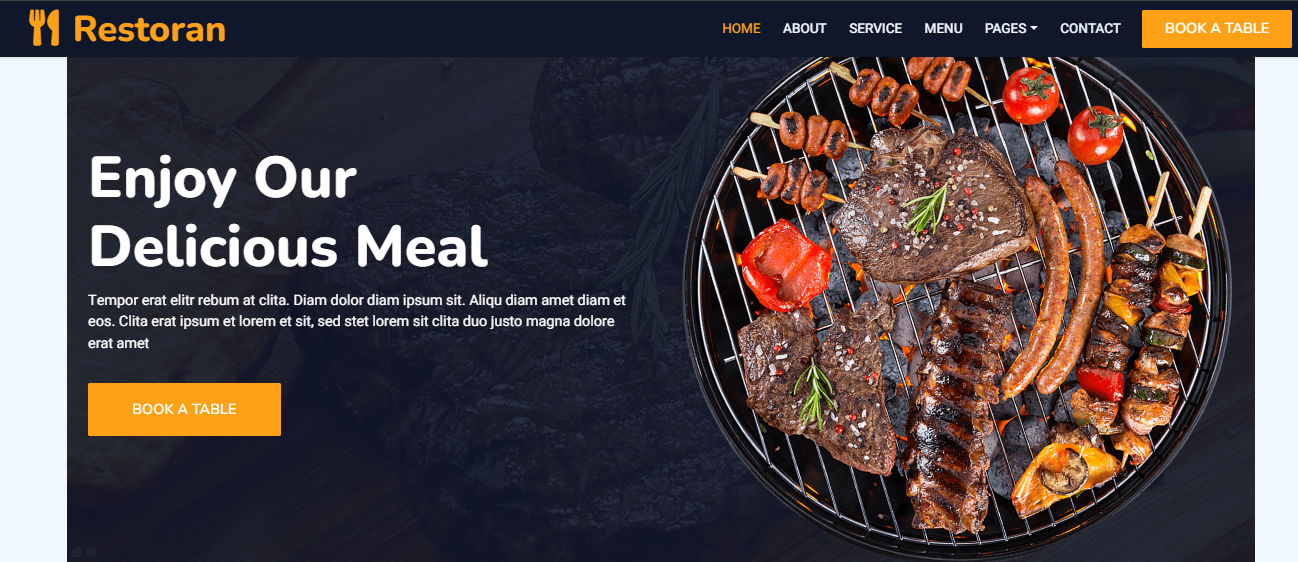 Restoran
HOME ABOUT SERVICE MENU PAGES CONTACT BOOK A TABLE
Enjoy Our
Delicious Meal
Tempor erat elitr rebum at clita. Diam dolor diam ipsum sit. Aliqu diam amet diam et
eos. Clita erat ipsum et lorem et sit, sed stet lorem sit clita duo justo magna dolore
erat amet
BOOK A TABLE